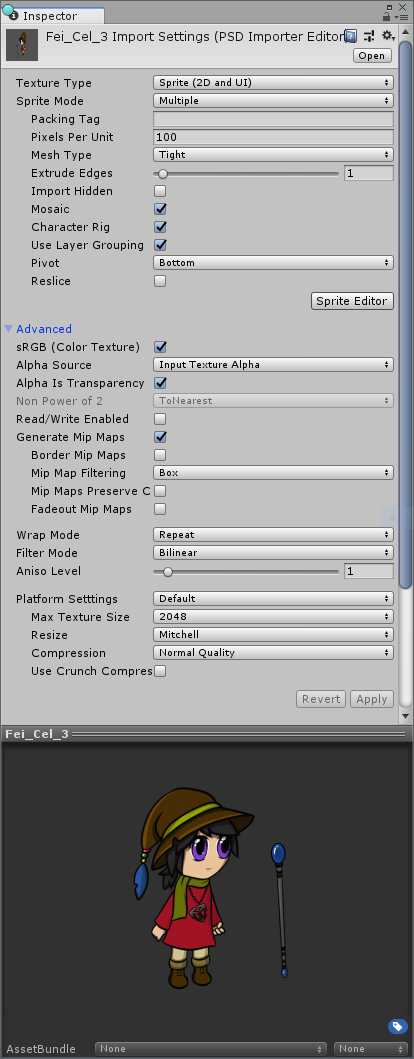 Inspector
Fei_Cel_3 Import Settings (PSD Importer Editor
Open
Texture Type Sprite (2D and UI)
Sprite Mode Multiple
Packing Tag
Pixels Per Unit 100
Mesh Type Tight
Extrude Edges 1
Import Hidden
Mosaic
Character Rig
Use Layer Grouping
Pivot Bottom
Reslice
Sprite Editor
Advanced
sRGB (Color Texture)
Alpha Source Input Texture Alpha
Alpha Is Transparency
Non Power of 2 ToNearest
Read/Write Enabled
Generate Mip Maps
Border Mip Maps
Mip Map Filtering Box
Mip Maps Preserve C
Fadeout Mip Maps
Wrap Mode Repeat
Filter Mode Bilinear
Aniso Level 1
Platform Setttings Default
Max Texture Size 2048
Resize Mitchell
Compression Normal Quality
Use Crunch Compres
Revert Apply
Fei_Cel_3
AssetBundle None None